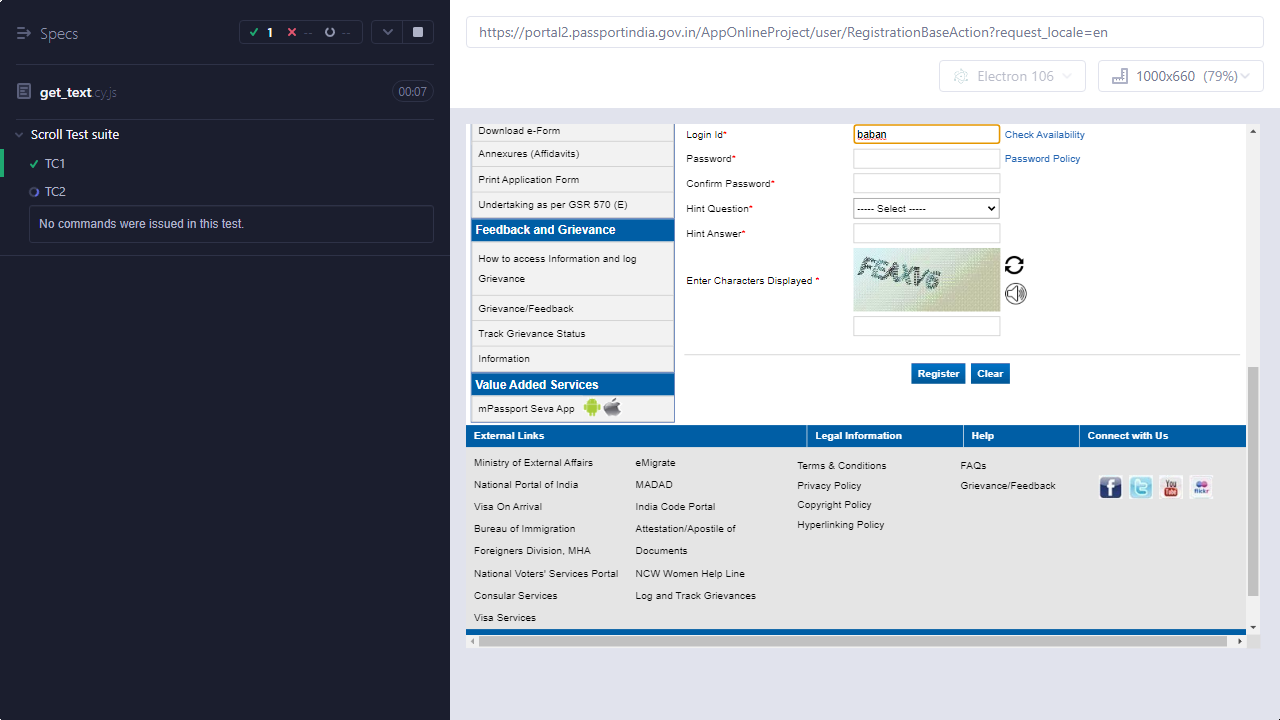 Specs
1
--
--
get_text.cy.js
00:07
Scroll Test suite
TC1
TC2
No commands were issued in this test.
https://portal2.passportindia.gov.in/AppOnlineProject/user/RegistrationBaseAction?request_locale=en
Electron 106
1000x660 (79%)
Download e-Form
Annexures (Affidavits)
Print Application Form
Undertaking as per GSR 570 (E)
Feedback and Grievance
How to access Information and log
Grievance
Grievance/Feedback
Track Grievance Status
Information
Value Added Services
mPassport Seva App
Login Id*
baban
Check Availability
Password*
Password Policy
Confirm Password*
Hint Question*
----- Select -----
Hint Answer*
FEAXV6
Enter Characters Displayed *
Register
Clear
External Links
Legal Information
Help
Connect with Us
Ministry of External Affairs
National Portal of India
Visa On Arrival
Bureau of Immigration
Foreigners Division, MHA
National Voters' Services Portal
Consular Services
Visa Services
eMigrate
MADAD
India Code Portal
Attestation/Apostile of
Documents
NCW Women Help Line
Log and Track Grievances
Terms & Conditions
Privacy Policy
Copyright Policy
Hyperlinking Policy
FAQs
Grievance/Feedback
f
t
You
Tube
flickr